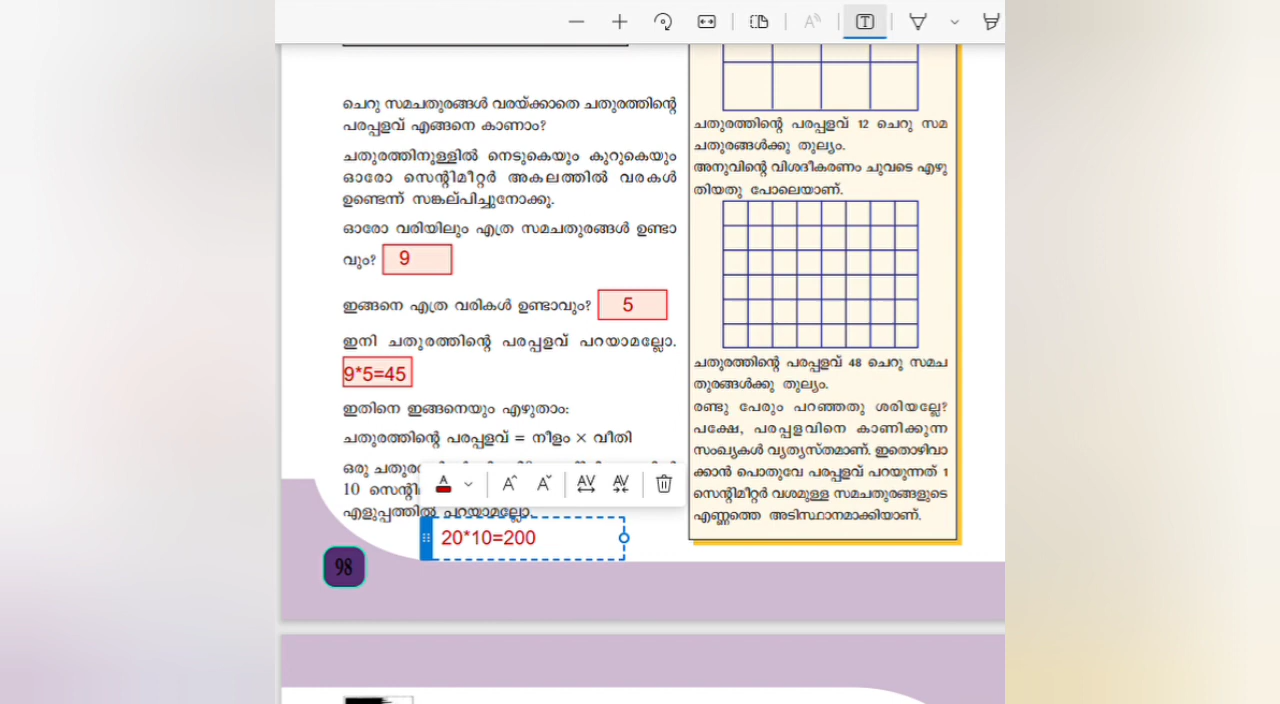 ചെറു സമചതുരങ്ങൾ വരയ്ക്കാതെ ചതുരത്തിന്റെ
പരപ്പളവ് എങ്ങനെ കാണാം?
ചതുരത്തിനുള്ളിൽ നെടുകെയും കുറുകെയും
ഓരോ സെന്റിമീറ്റർ അകലത്തിൽ വരകൾ
ഉണ്ടെന്ന് സങ്കല്പിച്ചുനോക്കൂ.
ഓരോ വരിയിലും എത്ര സമചതുരങ്ങൾ ഉണ്ടാ
വും? 9
ഇങ്ങനെ എത്ര വരികൾ ഉണ്ടാവും? 5
ഇനി ചതുരത്തിന്റെ പരപ്പളവ് പറയാമല്ലോ.
9*5=45
ഇതിനെ ഇങ്ങനെയും എഴുതാം:
ചതുരത്തിന്റെ പരപ്പളവ് = നീളം × വീതി
ഒരു
10
എളുപ്പത്തിൽ പറയാമല്ലോ.
20*10=200
98
ചതുരത്തിന്റെ പരപ്പളവ് 12 ചെറു സമ
ചതുരങ്ങൾക്കു തുല്യം.
അനുവിന്റെ വിശദീകരണം ചുവടെ എഴു
തിയതു പോലെയാണ്.
ചതുരത്തിന്റെ പരപ്പളവ് 48 ചെറു സമച
തുരങ്ങൾക്കു തുല്യം.
രണ്ടു പേരും പറഞ്ഞതു ശരിയല്ലേ?
പക്ഷേ, പരപ്പളവിനെ കാണിക്കുന്ന
സംഖ്യകൾ വ്യത്യസ്തമാണ്. ഇതൊഴിവാ
ക്കാൻ പൊതുവേ പരപ്പളവ് പറയുന്നത് 1
സെന്റിമീറ്റർ വശമുള്ള സമചതുരങ്ങളുടെ
എണ്ണത്തെ അടിസ്ഥാനമാക്കിയാണ്.